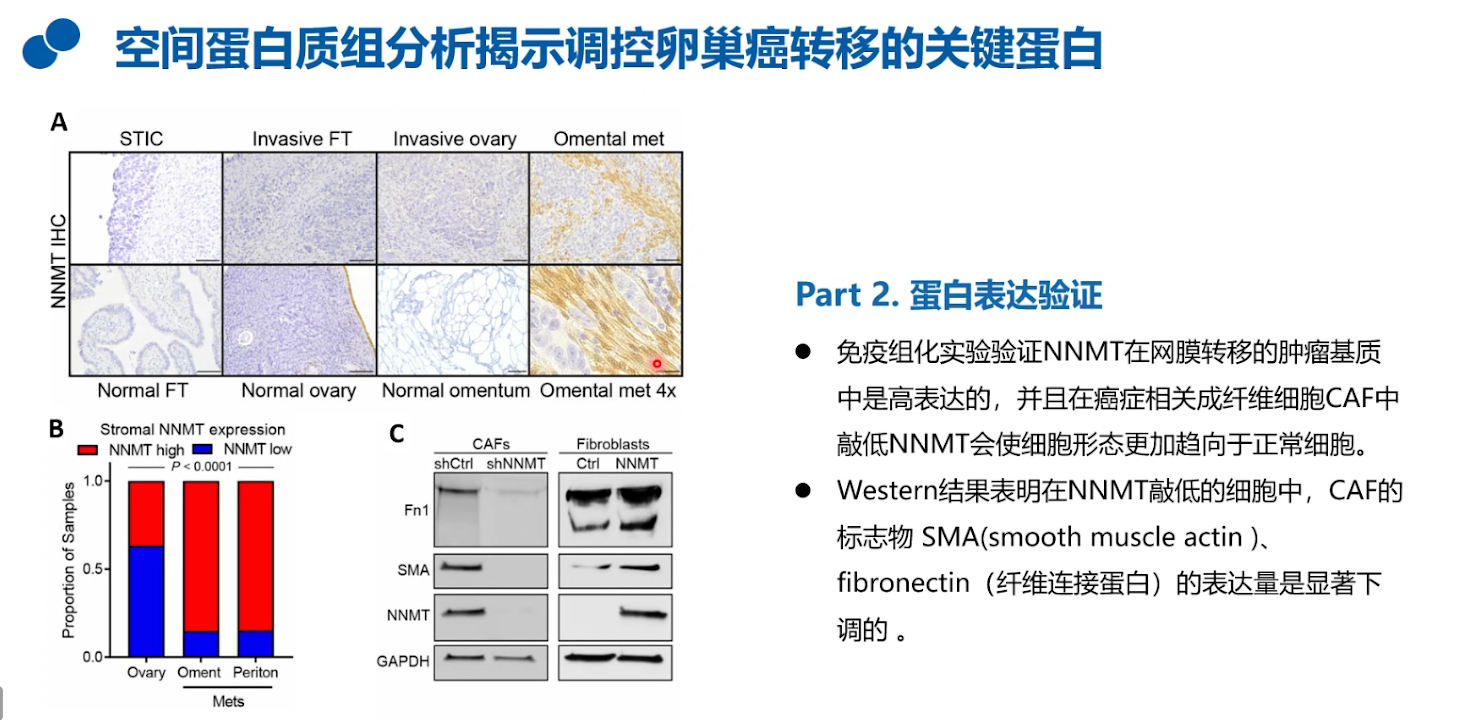 空间蛋白质组分析揭示调控卵巢癌转移的关键蛋白
A
STIC Invasive FT Invasive ovary Omental met
NNMT IHC
Normal FT Normal ovary Normal omentum Omental met 4x
B
Stromal NNMT expression
NNMT high NNMT low
P < 0.0001
Proportion of Samples
1.0
0.5
0.0
Ovary Oment Periton
Mets
C
CAFs Fibroblasts
shCtrl shNNMT Ctrl NNMT
Fn1
SMA
NNMT
GAPDH
Part 2. 蛋白表达验证
● 免疫组化实验验证NNMT在网膜转移的肿瘤基质
中是高表达的，并且在癌症相关成纤维细胞CAF中
敲低NNMT会使细胞形态更加趋向于正常细胞。
● Western结果表明在NNMT敲低的细胞中，CAF的
标志物 SMA(smooth muscle actin )、
fibronectin（纤维连接蛋白）的表达量是显著下
调的 。